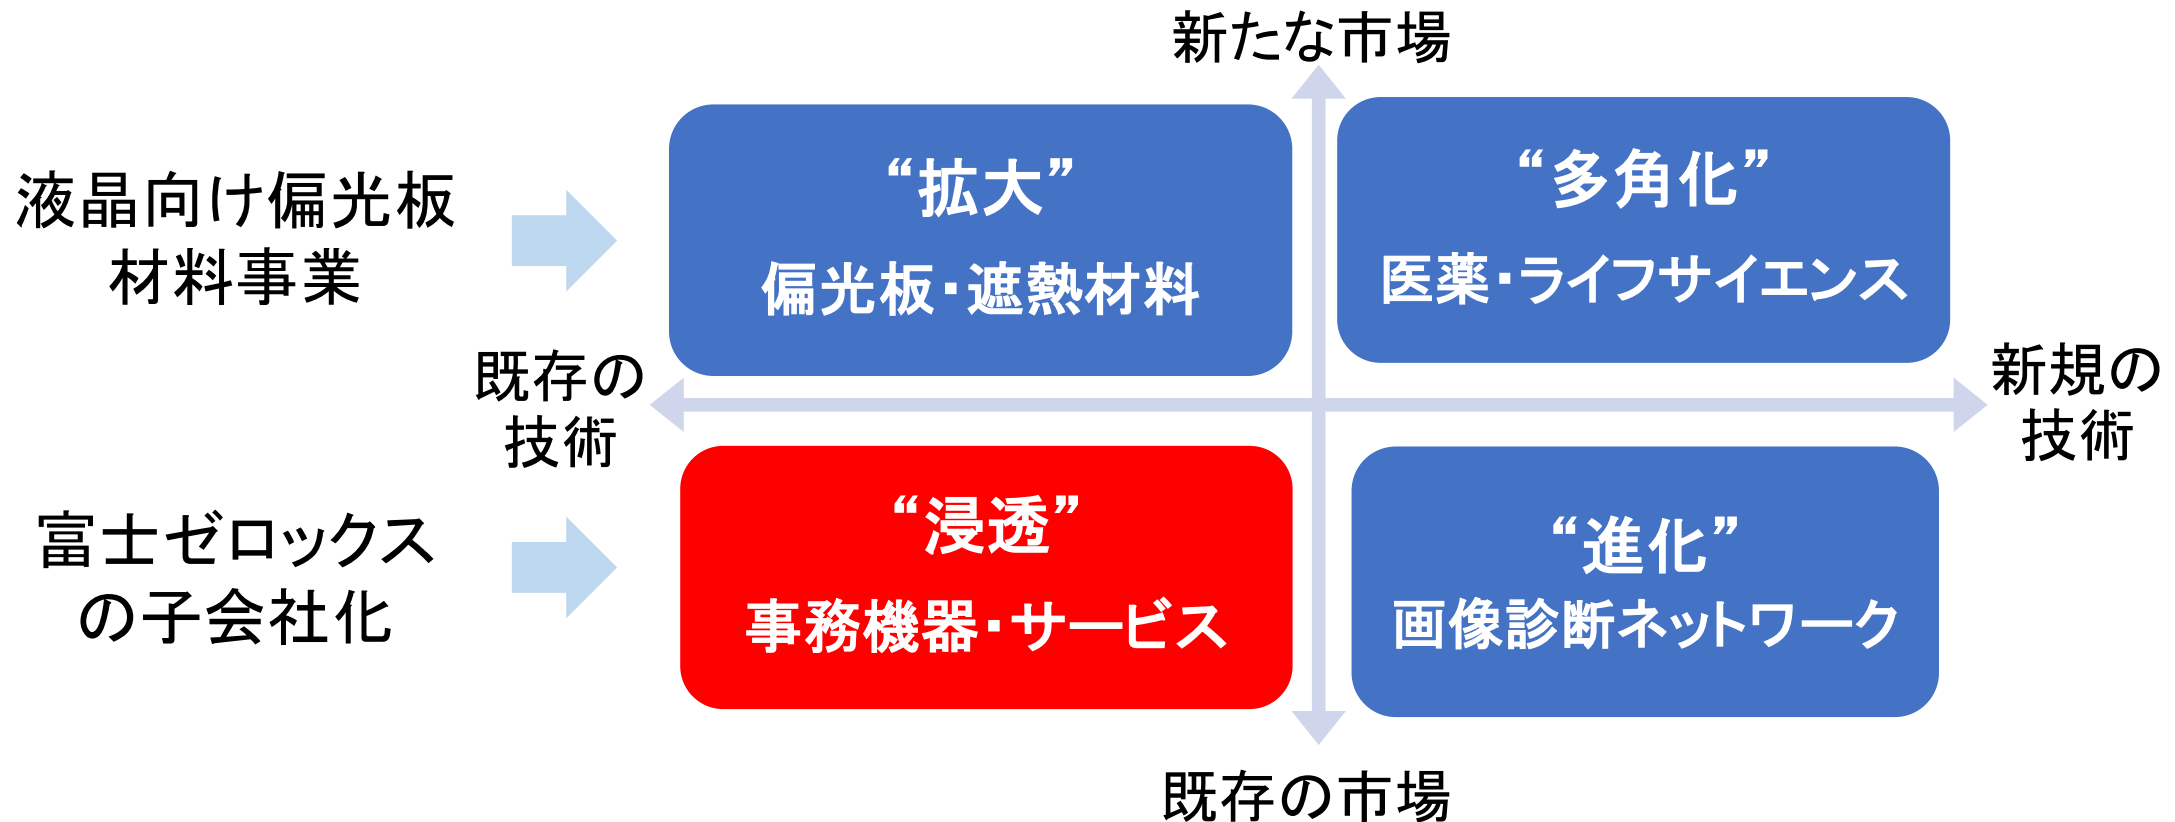 新たな市場
“拡大”
偏光板・遮熱材料
“多角化”
医薬・ライフサイエンス
液晶向け偏光板
材料事業
既存の
技術
新規の
技術
富士ゼロックス
の子会社化
“浸透”
事務機器・サービス
“進化”
画像診断ネットワーク
既存の市場